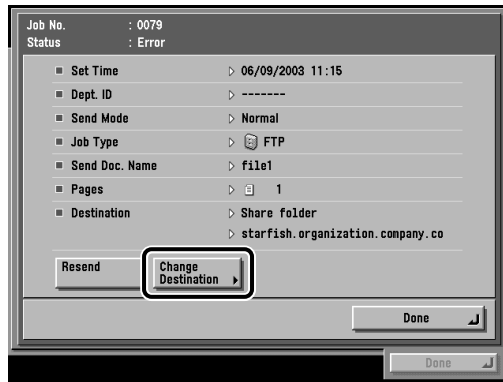 Job No. : 0079
Status : Error
Set Time 06/09/2003 11:15
Dept. ID -------
Send Mode Normal
Job Type FTP
Send Doc. Name file1
Pages 1
Destination Share folder
starfish.organization.company.co
Resend
Change
Destination
Done
Done